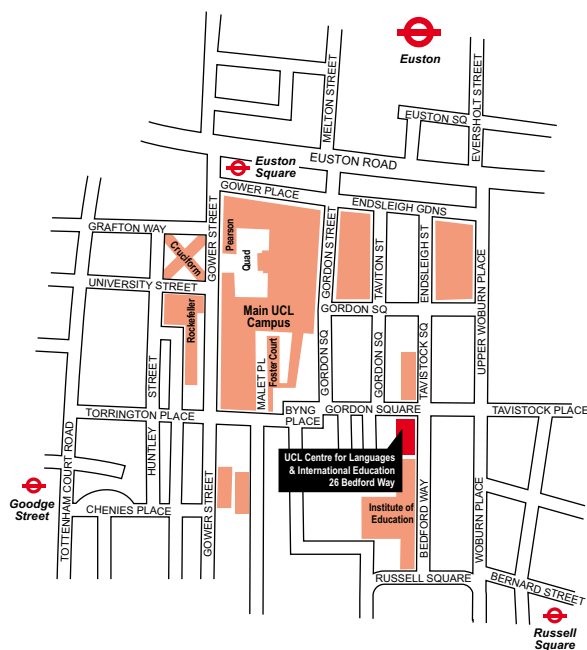 Euston
MELTON STREET
EVERSHOLT STREET
EUSTON SQ
EUSTON ROAD
Euston
Square
GOWER PLACE
ENDSLEIGH GDNS
GRAFTON WAY
GOWER STREET
Cruciform
Pearson
Quad
GORDON STREET
TAVITON ST
ENDSLEIGH ST
UPPER WOBURN PLACE
UNIVERSITY STREET
Rockefeller
Main UCL
Campus
GORDON SQ
GORDON SQ
GORDON SQ
TAVISTOCK SQ
HUNTLEY STREET
MALET PL
Foster Court
TORRINGTON PLACE
BYNG
PLACE
GORDON SQUARE
TAVISTOCK PLACE
TOTTENHAM COURT ROAD
UCL Centre for Languages
& International Education
26 Bedford Way
Goodge
Street
CHENIES PLACE
GOWER STREET
Institute of
Education
BEDFORD WAY
WOBURN PLACE
RUSSELL SQUARE
BERNARD STREET
Russell
Square